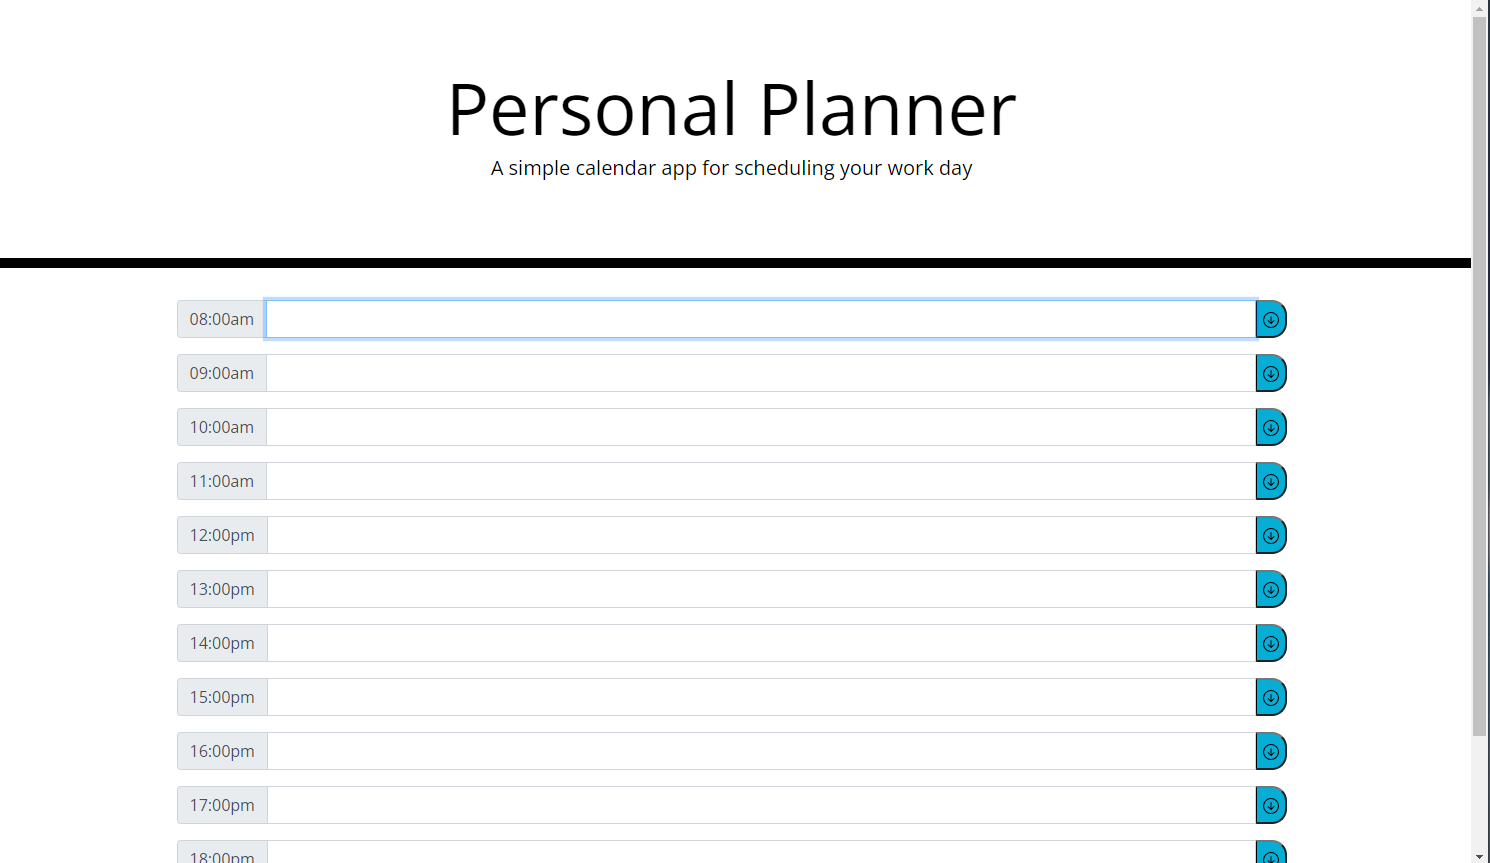 Personal Planner
A simple calendar app for scheduling your work day
08:00am
09:00am
10:00am
11:00am
12:00pm
13:00pm
14:00pm
15:00pm
16:00pm
17:00pm
18:00pm